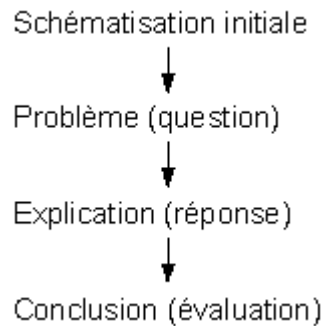 Schématisation initiale
Problème (question)
Explication (réponse)
Conclusion (évaluation)